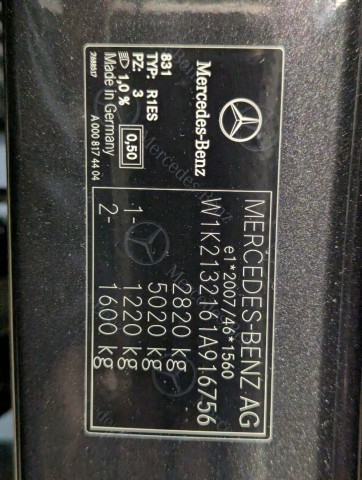 MERCEDES-BENZ AG
e1*2007/46*1560
W1K2132161A916756
2820 kg
5020 kg
1- 1220 kg
2- 1600 kg
Mercedes-Benz
831
TYP: R1ES
PZ: 3
1,0 %
0,50
Made in Germany
A 000 817 44 04